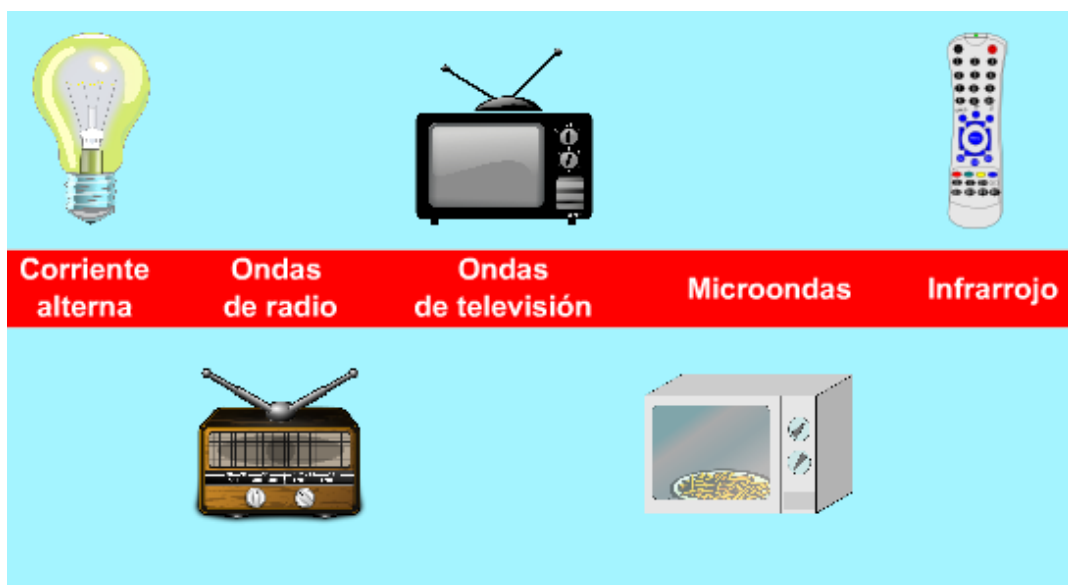 Corriente
alterna
Ondas
de radio
Ondas
de televisión
Microondas
Infrarrojo